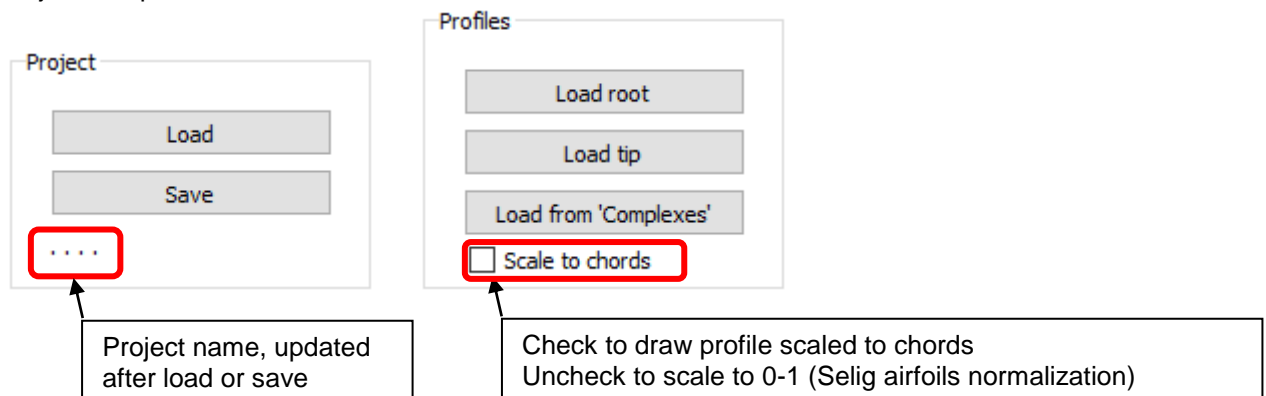 Profiles
Project
Load root
Load
Load tip
Save
Load from 'Complexes'
. . . .
Scale to chords
Project name, updated
after load or save
Check to draw profile scaled to chords
Uncheck to scale to 0-1 (Selig airfoils normalization)